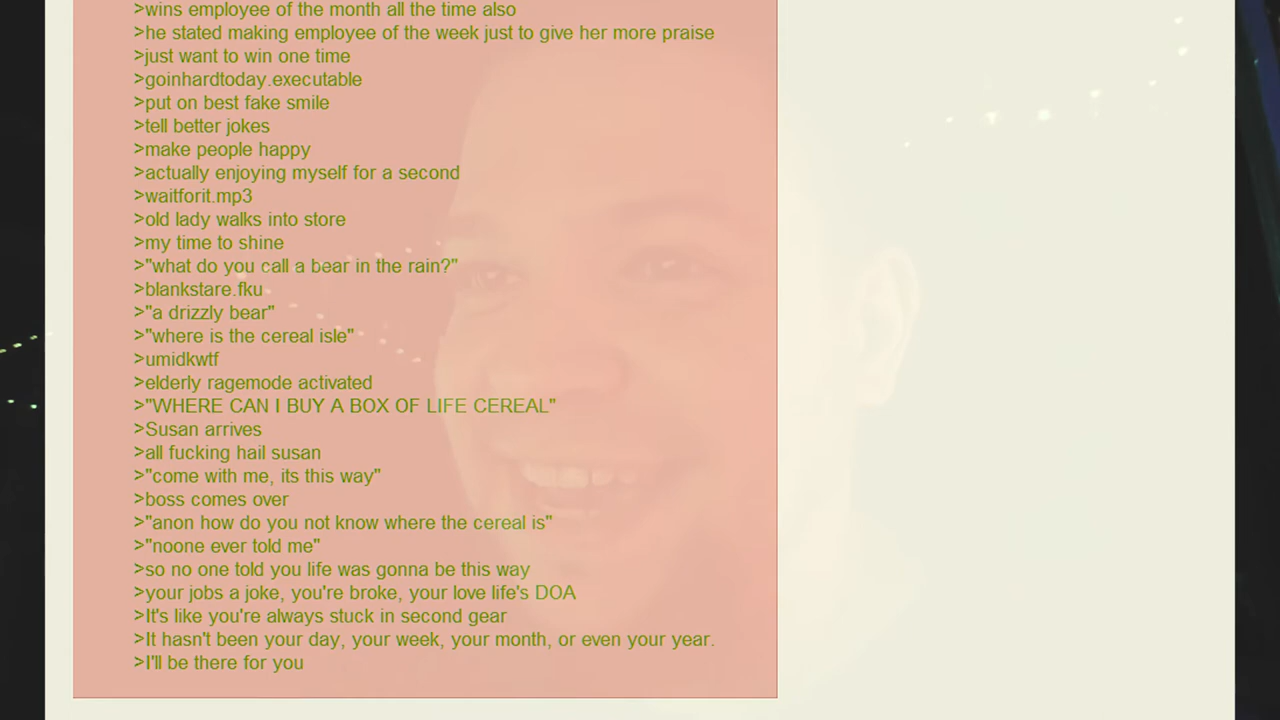 >wins employee of the month all the time also
>he stated making employee of the week just to give her more praise
>just want to win one time
>goinhardtoday.executable
>put on best fake smile
>tell better jokes
>make people happy
>actually enjoying myself for a second
>waitforit.mp3
>old lady walks into store
>my time to shine
>"what do you call a bear in the rain?"
>blankstare.fku
>"a drizzly bear"
>"where is the cereal isle"
>umidkwtf
>elderly ragemode activated
>"WHERE CAN I BUY A BOX OF LIFE CEREAL"
>Susan arrives
>all fucking hail susan
>"come with me, its this way"
>boss comes over
>"anon how do you not know where the cereal is"
>"noone ever told me"
>so no one told you life was gonna be this way
>your jobs a joke, you're broke, your love life's DOA
>It's like you're always stuck in second gear
>It hasn't been your day, your week, your month, or even your year.
>I'll be there for you